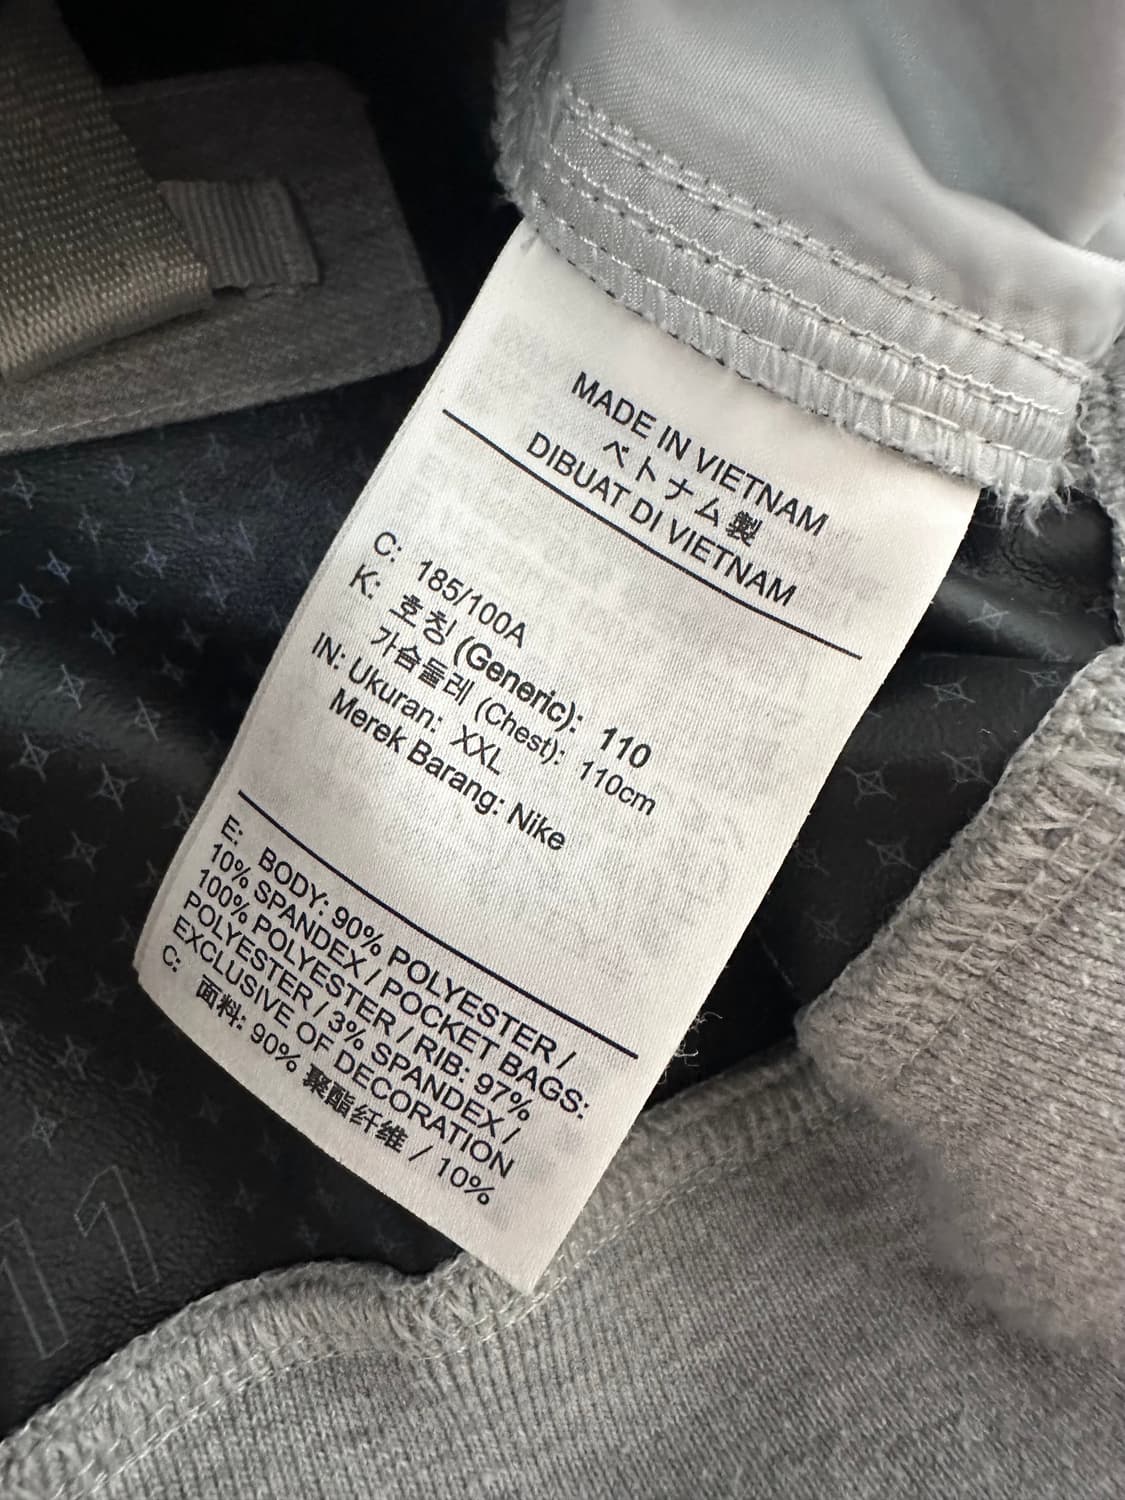 MADE IN VIETNAM
ベトナム製
DIBUAT DI VIETNAM
C: 185/100A
K: 호칭 (Generic): 110
가슴둘레 (Chest): 110cm
IN: Ukuran: XXL
Merek Barang: Nike
E: BODY: 90% POLYESTER /
10% SPANDEX / POCKET BAGS:
100% POLYESTER / RIB: 97%
POLYESTER / 3% SPANDEX /
EXCLUSIVE OF DECORATION
C: 面料: 90% 聚酯纤维 / 10%
11